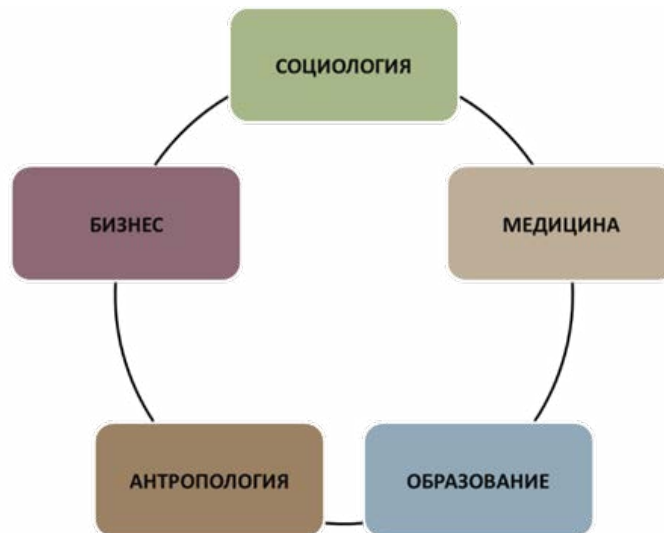 СОЦИОЛОГИЯ
БИЗНЕС
МЕДИЦИНА
АНТРОПОЛОГИЯ
ОБРАЗОВАНИЕ